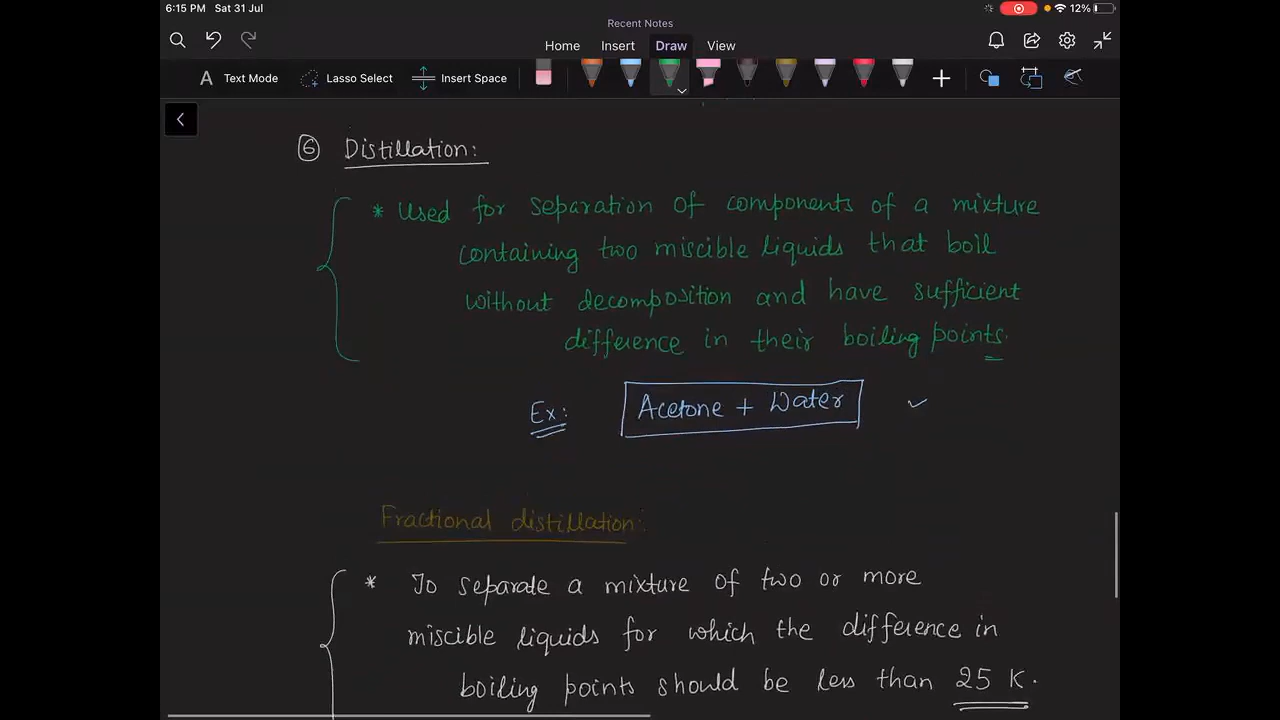 6:15 PM Sat 31 Jul
12%
Recent Notes
Home Insert Draw View
Text Mode Lasso Select Insert Space
⑥ Distillation:
* Used for separation of components of a mixture
containing two miscible liquids that boil
without decomposition and have sufficient
difference in their boiling points.
Ex: Acetone + Water
Fractional distillation:
* To separate a mixture of two or more
miscible liquids for which the difference in
boiling points should be less than 25 K.